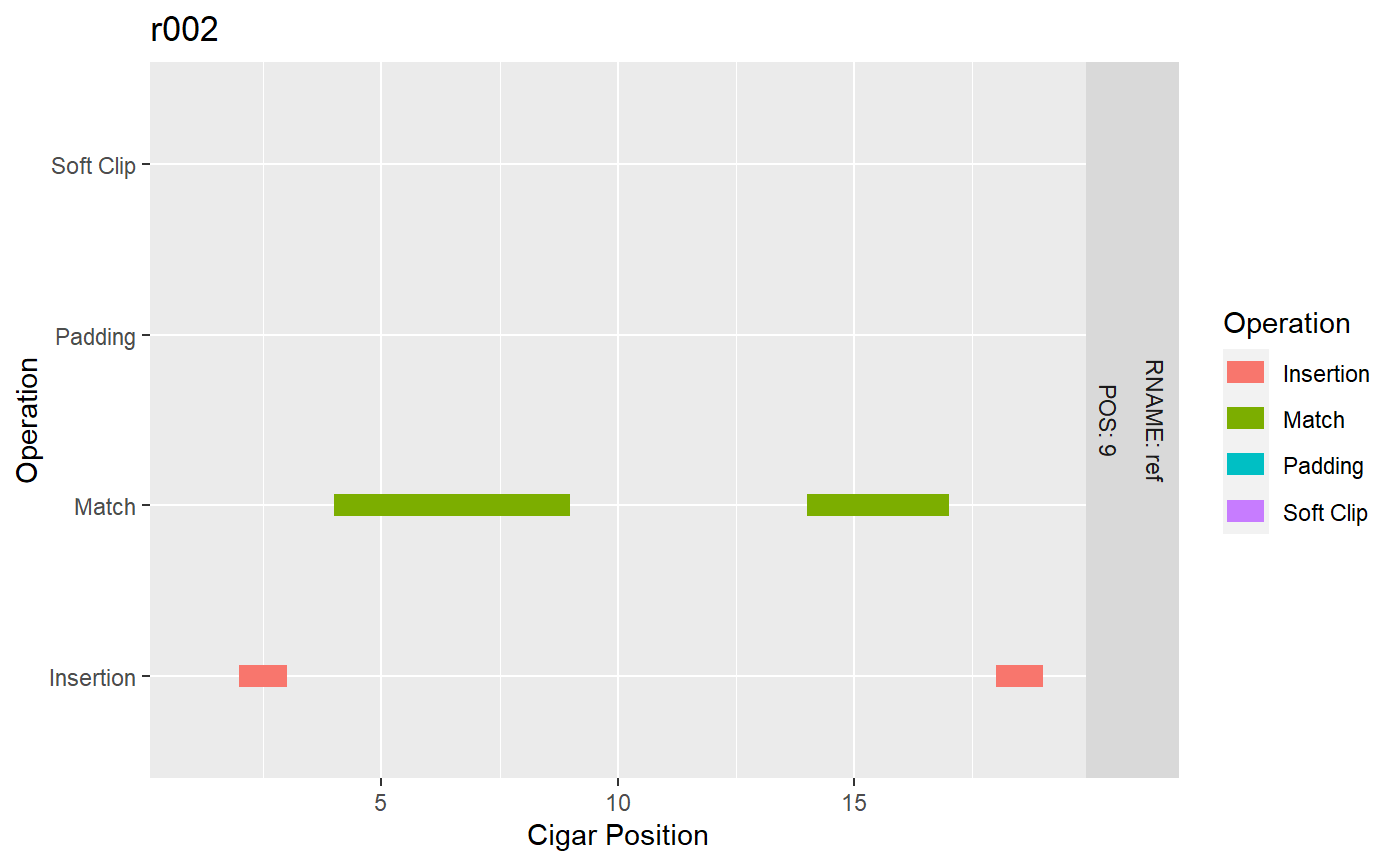 r002
Operation
Soft Clip
Padding
Match
Insertion
5
10
15
Cigar Position
POS: 9
RNAME: ref
Operation
Insertion
Match
Padding
Soft Clip